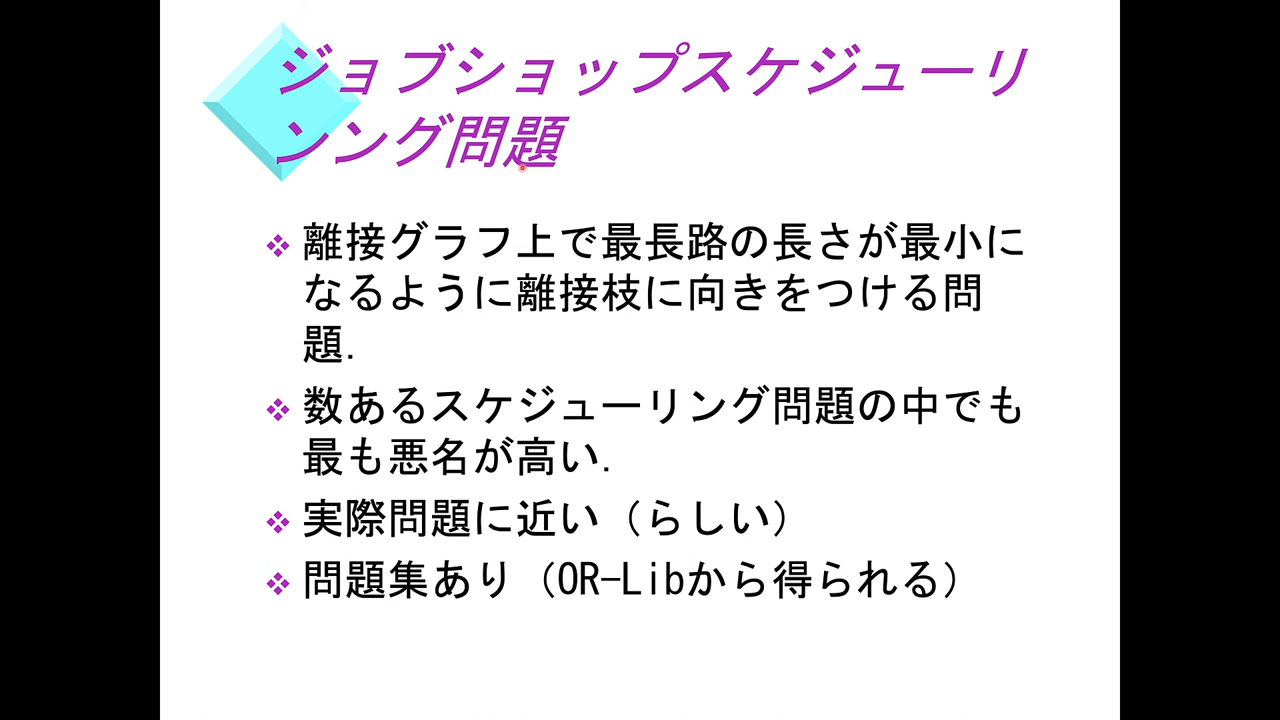 ジョブショップスケジューリ
ング問題
離接グラフ上で最長路の長さが最小に
なるように離接枝に向きをつける問
題.
数あるスケジューリング問題の中でも
最も悪名が高い.
実際問題に近い（らしい）
問題集あり（OR-Libから得られる）